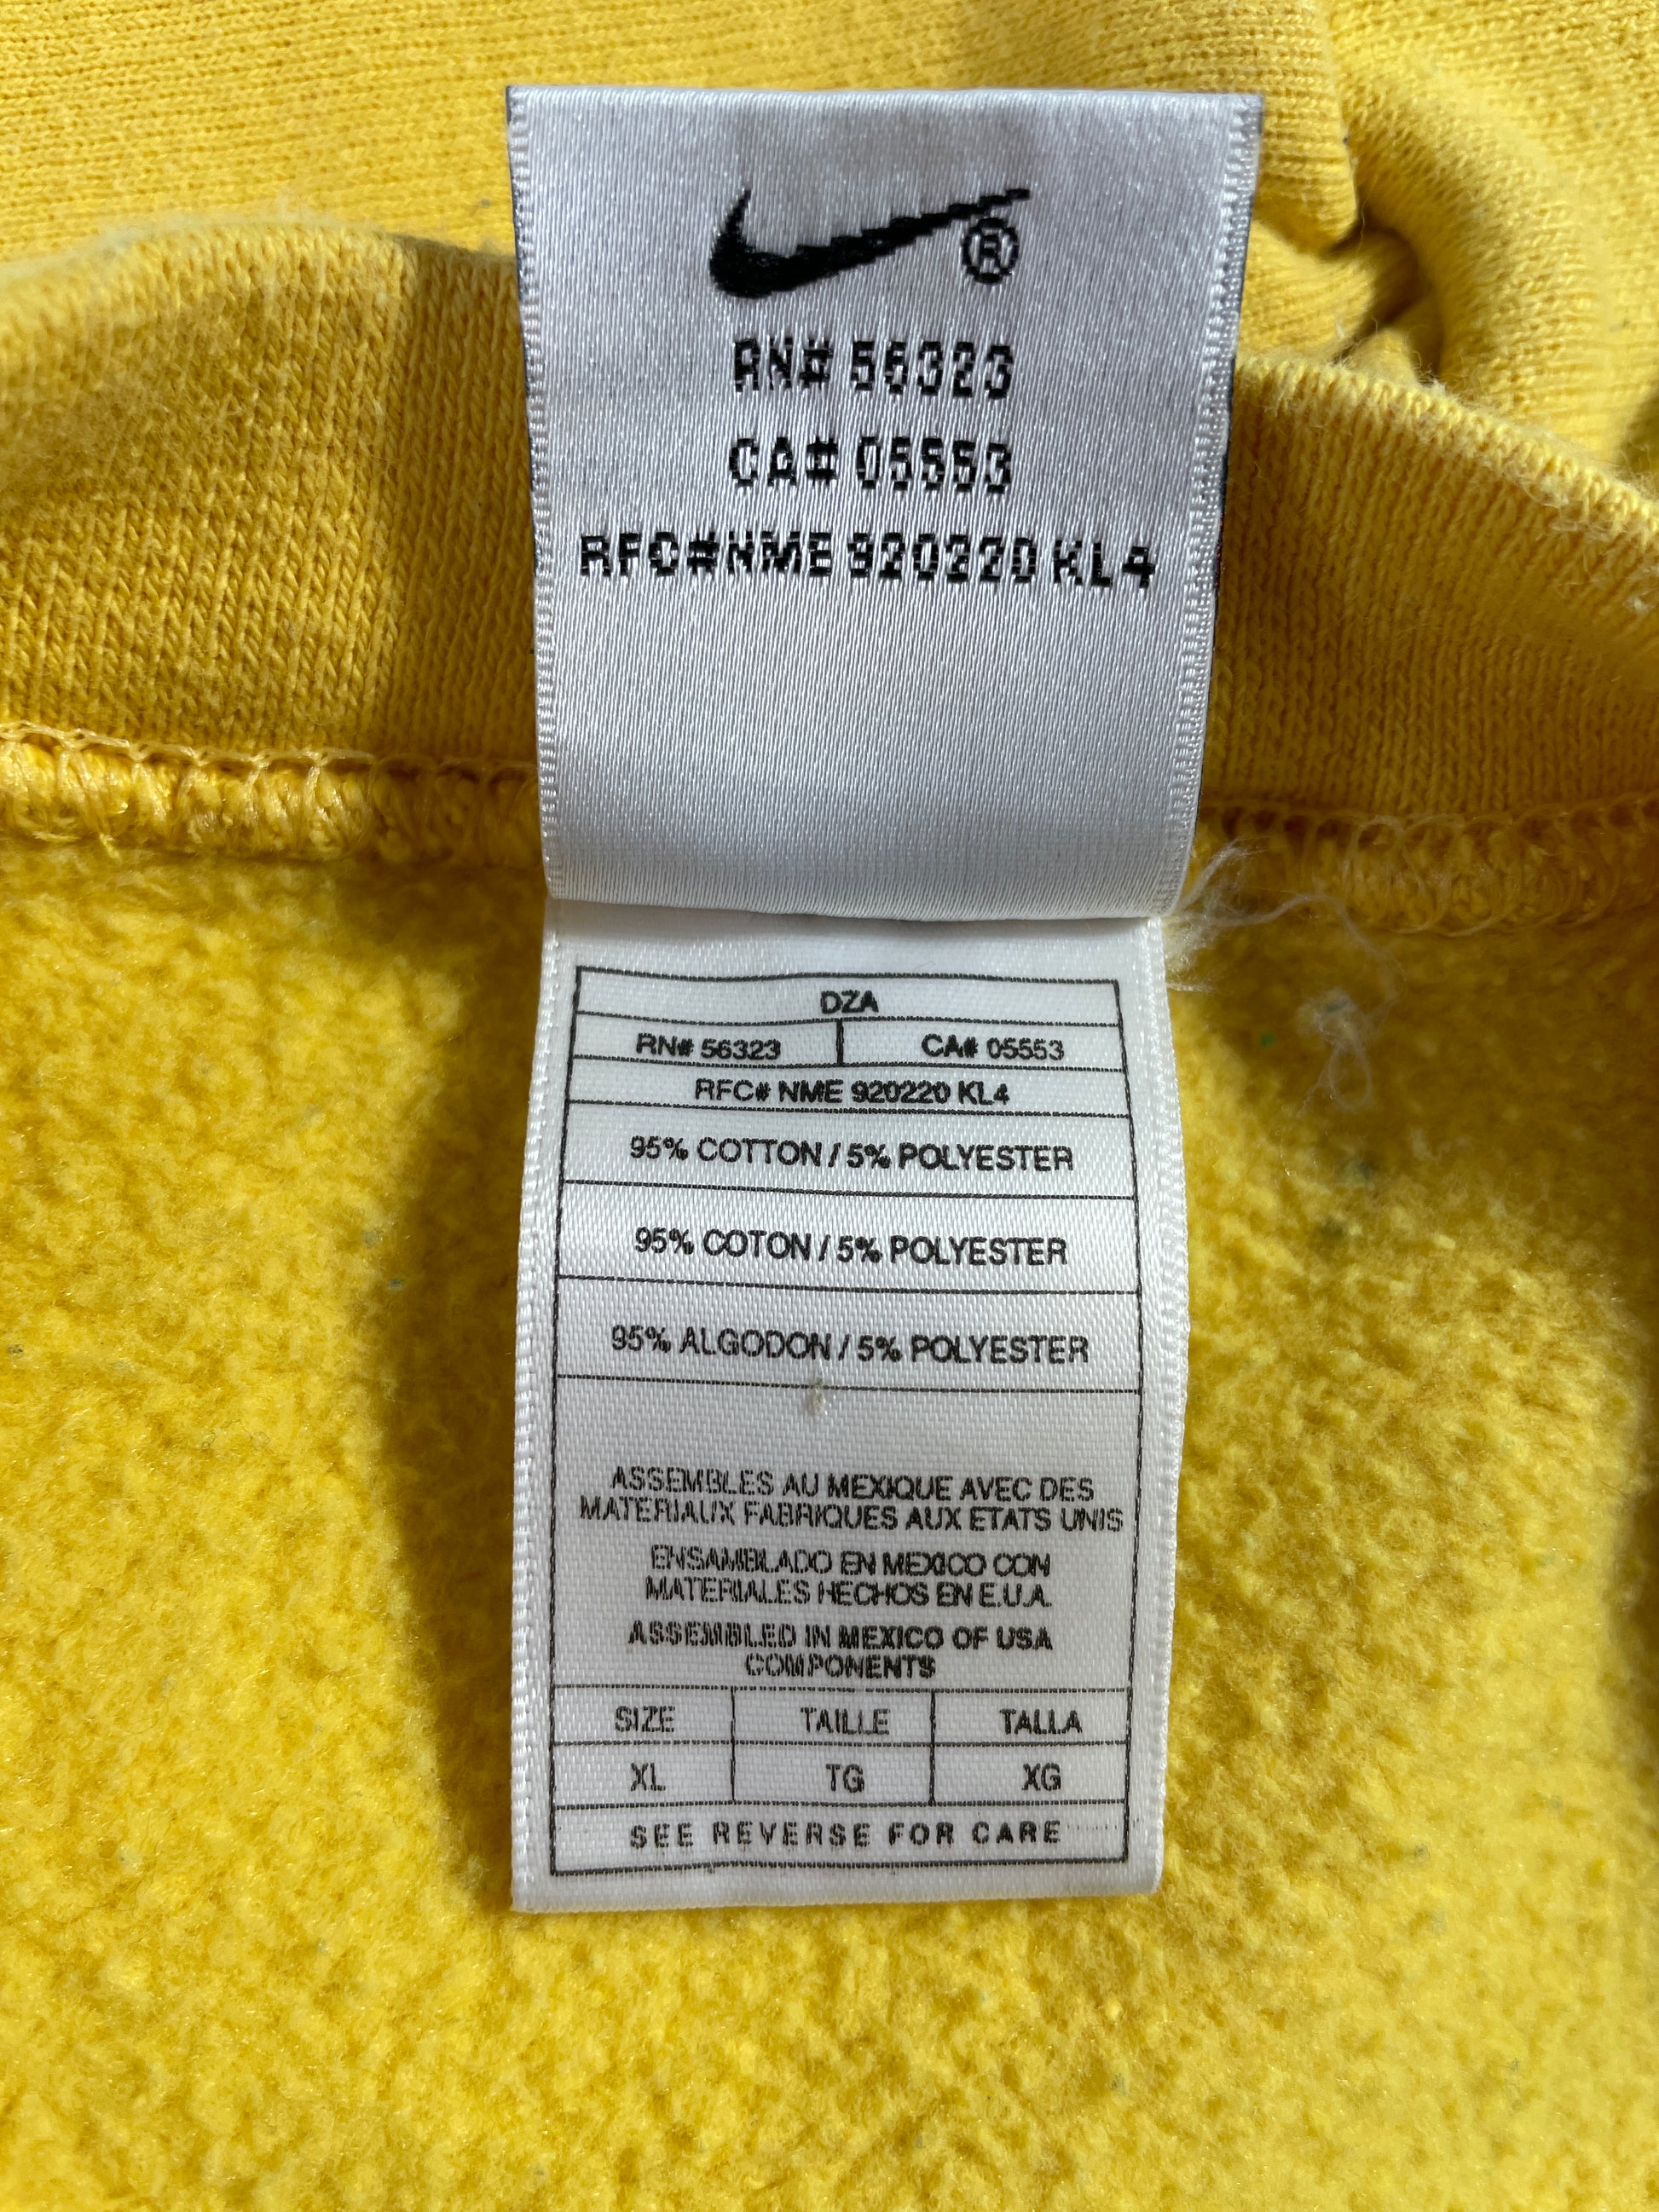 ®
RN# 56323
CA# 05553
RFC#NME 920220 KL4
DZA
RN# 56323 CA# 05553
RFC# NME 920220 KL4
95% COTTON / 5% POLYESTER
95% COTON / 5% POLYESTER
95% ALGODON / 5% POLYESTER
ASSEMBLES AU MEXIQUE AVEC DES
MATERIAUX FABRIQUES AUX ETATS UNIS
ENSAMBLADO EN MEXICO CON
MATERIALES HECHOS EN E.U.A.
ASSEMBLED IN MEXICO OF USA
COMPONENTS
SIZE TAILLE TALLA
XL TG XG
SEE REVERSE FOR CARE